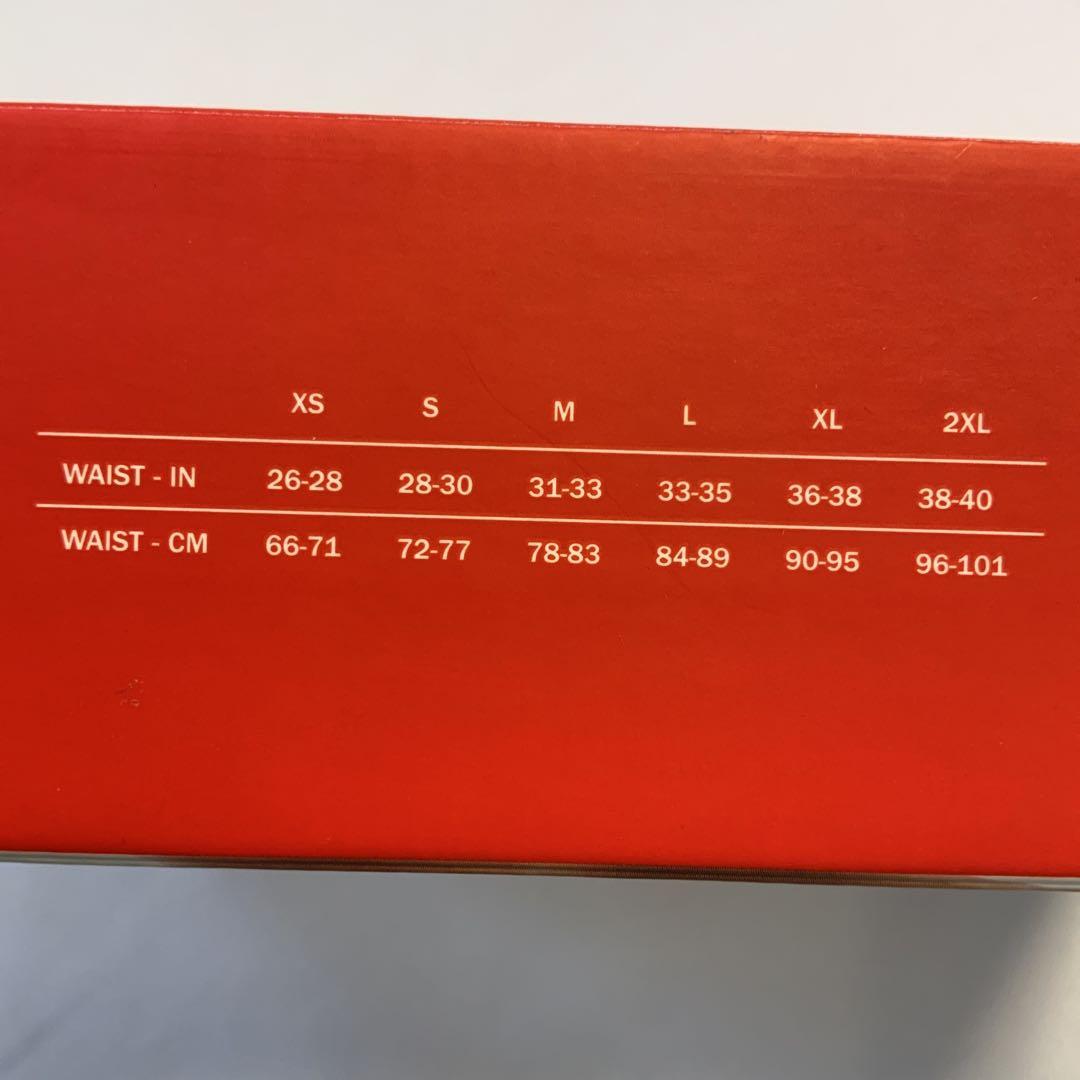 XS S M L XL 2XL
WAIST - IN 26-28 28-30 31-33 33-35 36-38 38-40
WAIST - CM 66-71 72-77 78-83 84-89 90-95 96-101